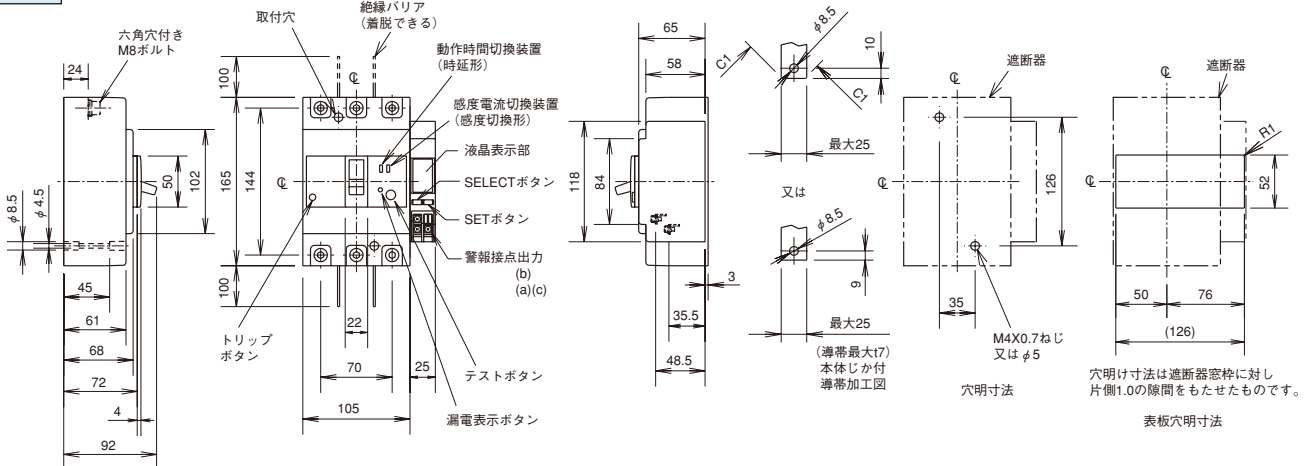 六角穴付き
M8ボルト
24
φ8.5
φ4.5
50
102
45
61
68
72
4
92
取付穴
絶縁バリア
(着脱できる)
動作時間切換装置
(時延形)
感度電流切換装置
(感度切換形)
液晶表示部
SELECTボタン
SETボタン
警報接点出力
(b)
(a)(c)
100
165
144
100
℄
℄
22
70
25
105
トリップ
ボタン
テストボタン
漏電表示ボタン
65
58
118
84
3
35.5
48.5
φ8.5
10
C1
C1
最大25
又は
φ8.5
9
最大25
(導帯最大t7)
本体じか付
導帯加工図
遮断器
℄
℄
126
35
M4X0.7ねじ
又はφ5
穴明寸法
遮断器
℄
℄
R1
52
50
76
(126)
穴明け寸法は遮断器窓枠に対し
片側1.0の隙間をもたせたものです。
表板穴明寸法